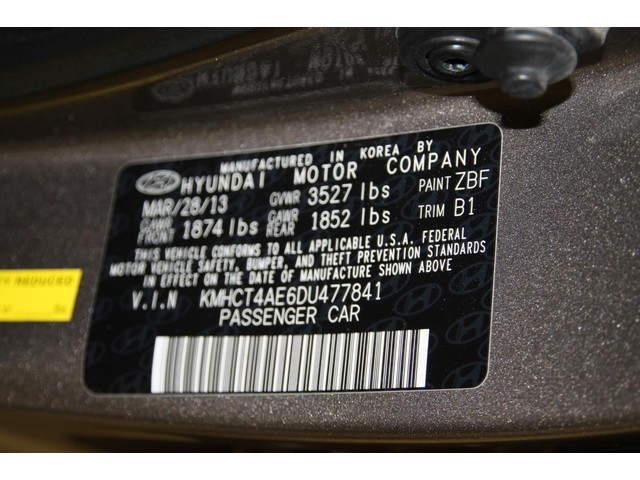 MANUFACTURED IN KOREA BY
HYUNDAI MOTOR COMPANY
MAR/28/13 GVWR 3527 lbs PAINT ZBF
GAWR FRONT 1874 lbs GAWR REAR 1852 lbs TRIM B1
THIS VEHICLE CONFORMS TO ALL APPLICABLE U.S.A. FEDERAL
MOTOR VEHICLE SAFETY, BUMPER, AND THEFT PREVENTION STANDARDS
IN EFFECT ON THE DATE OF MANUFACTURE SHOWN ABOVE.
V.I.N KMHCT4AE6DU477841
PASSENGER CAR
REDUCED